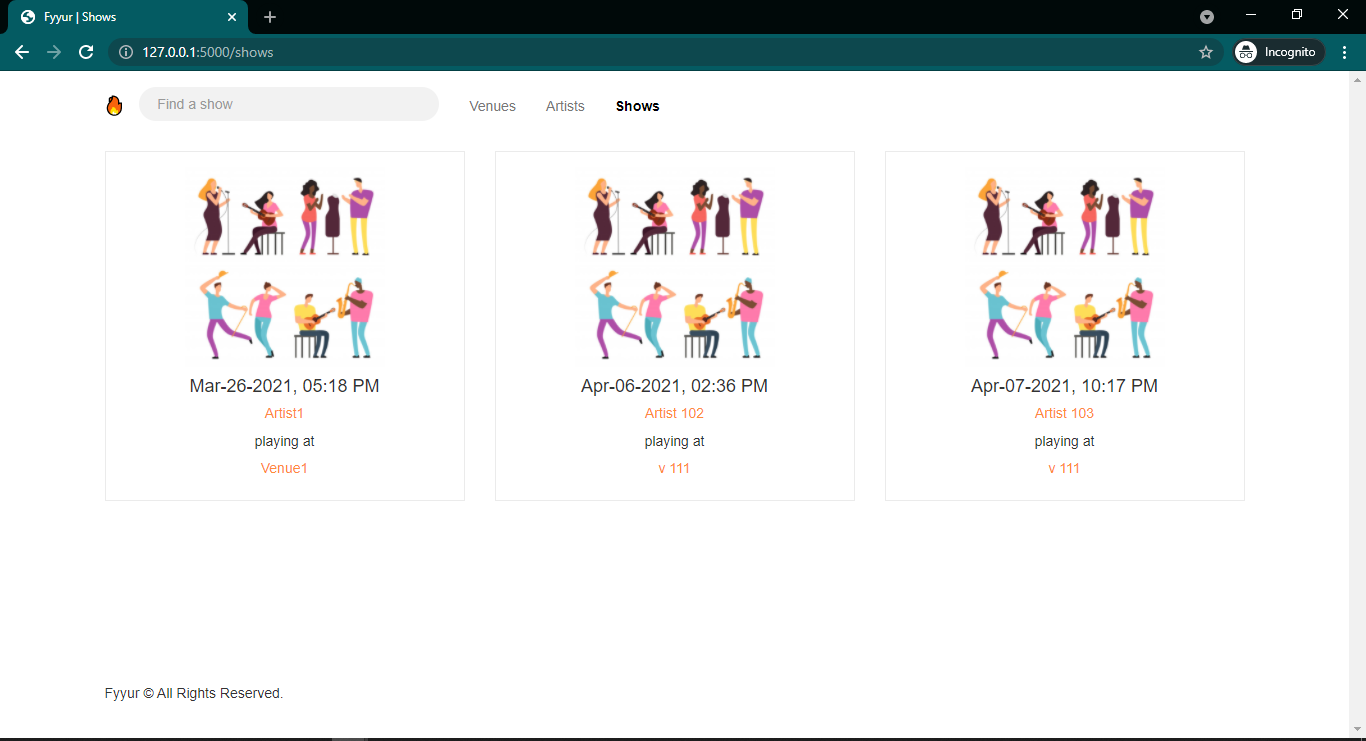 Fyyur | Shows
127.0.0.1:5000/shows
Incognito
Find a show
Venues Artists Shows
Mar-26-2021, 05:18 PM
Artist1
playing at
Venue1
Apr-06-2021, 02:36 PM
Artist 102
playing at
v 111
Apr-07-2021, 10:17 PM
Artist 103
playing at
v 111
Fyyur © All Rights Reserved.